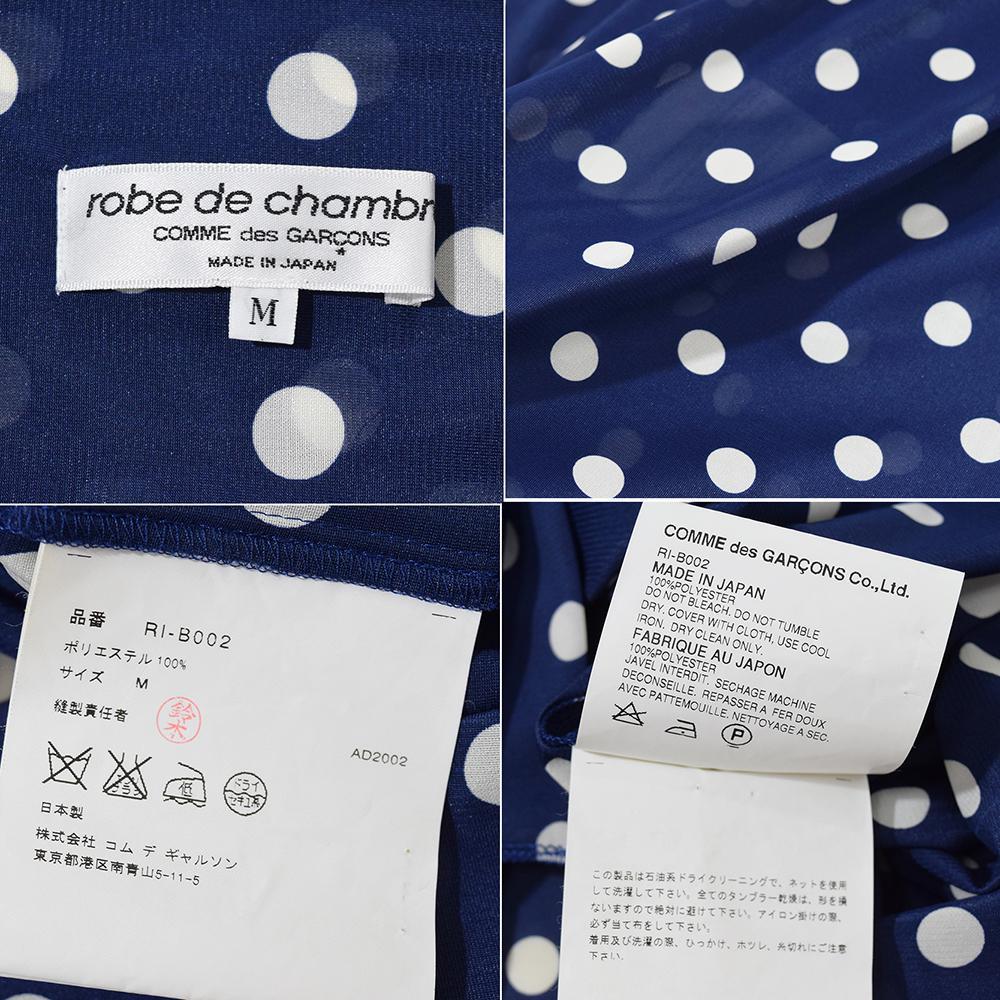 robe de chambr
COMME des GARÇONS
MADE IN JAPAN
M
品番 RI-B002
ポリエステル 100%
サイズ M
縫製責任者
鈴木
AD2002
低
ドライ
セキユ系
日本製
株式会社 コム デ ギャルソン
東京都港区南青山5-11-5
COMME des GARÇONS Co.,Ltd.
RI-B002
MADE IN JAPAN
100%POLYESTER
DO NOT BLEACH. DO NOT TUMBLE
DRY. COVER WITH CLOTH, USE COOL
IRON. DRY CLEAN ONLY.
FABRIQUE AU JAPON
100%POLYESTER
JAVEL INTERDIT. SECHAGE MACHINE
DECONSEILLE. REPASSER A FER DOUX
AVEC PATTEMOUILLE. NETTOYAGE A SEC.
P
この製品は石油系ドライクリーニングで、ネットを使用
して洗濯して下さい。全てのタンブラー乾燥は、形を損
ないますので絶対に避けて下さい。アイロン掛けの際、
必ず当て布をして下さい。
着用及び洗濯の際、ひっかけ、ホツレ、糸切れにご注意
下さい。